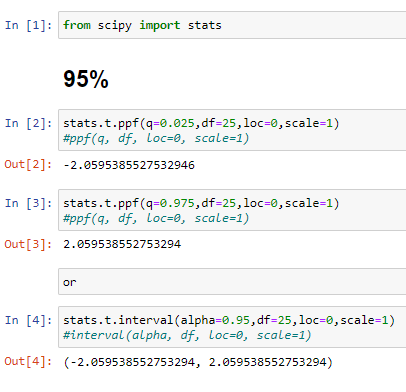 In [1]: from scipy import stats
95%
In [2]: stats.t.ppf(q=0.025,df=25,loc=0,scale=1)
#ppf(q, df, loc=0, scale=1)
Out[2]: -2.0595385527532946
In [3]: stats.t.ppf(q=0.975,df=25,loc=0,scale=1)
#ppf(q, df, loc=0, scale=1)
Out[3]: 2.059538552753294
or
In [4]: stats.t.interval(alpha=0.95,df=25,loc=0,scale=1)
#interval(alpha, df, loc=0, scale=1)
Out[4]: (-2.059538552753294, 2.059538552753294)